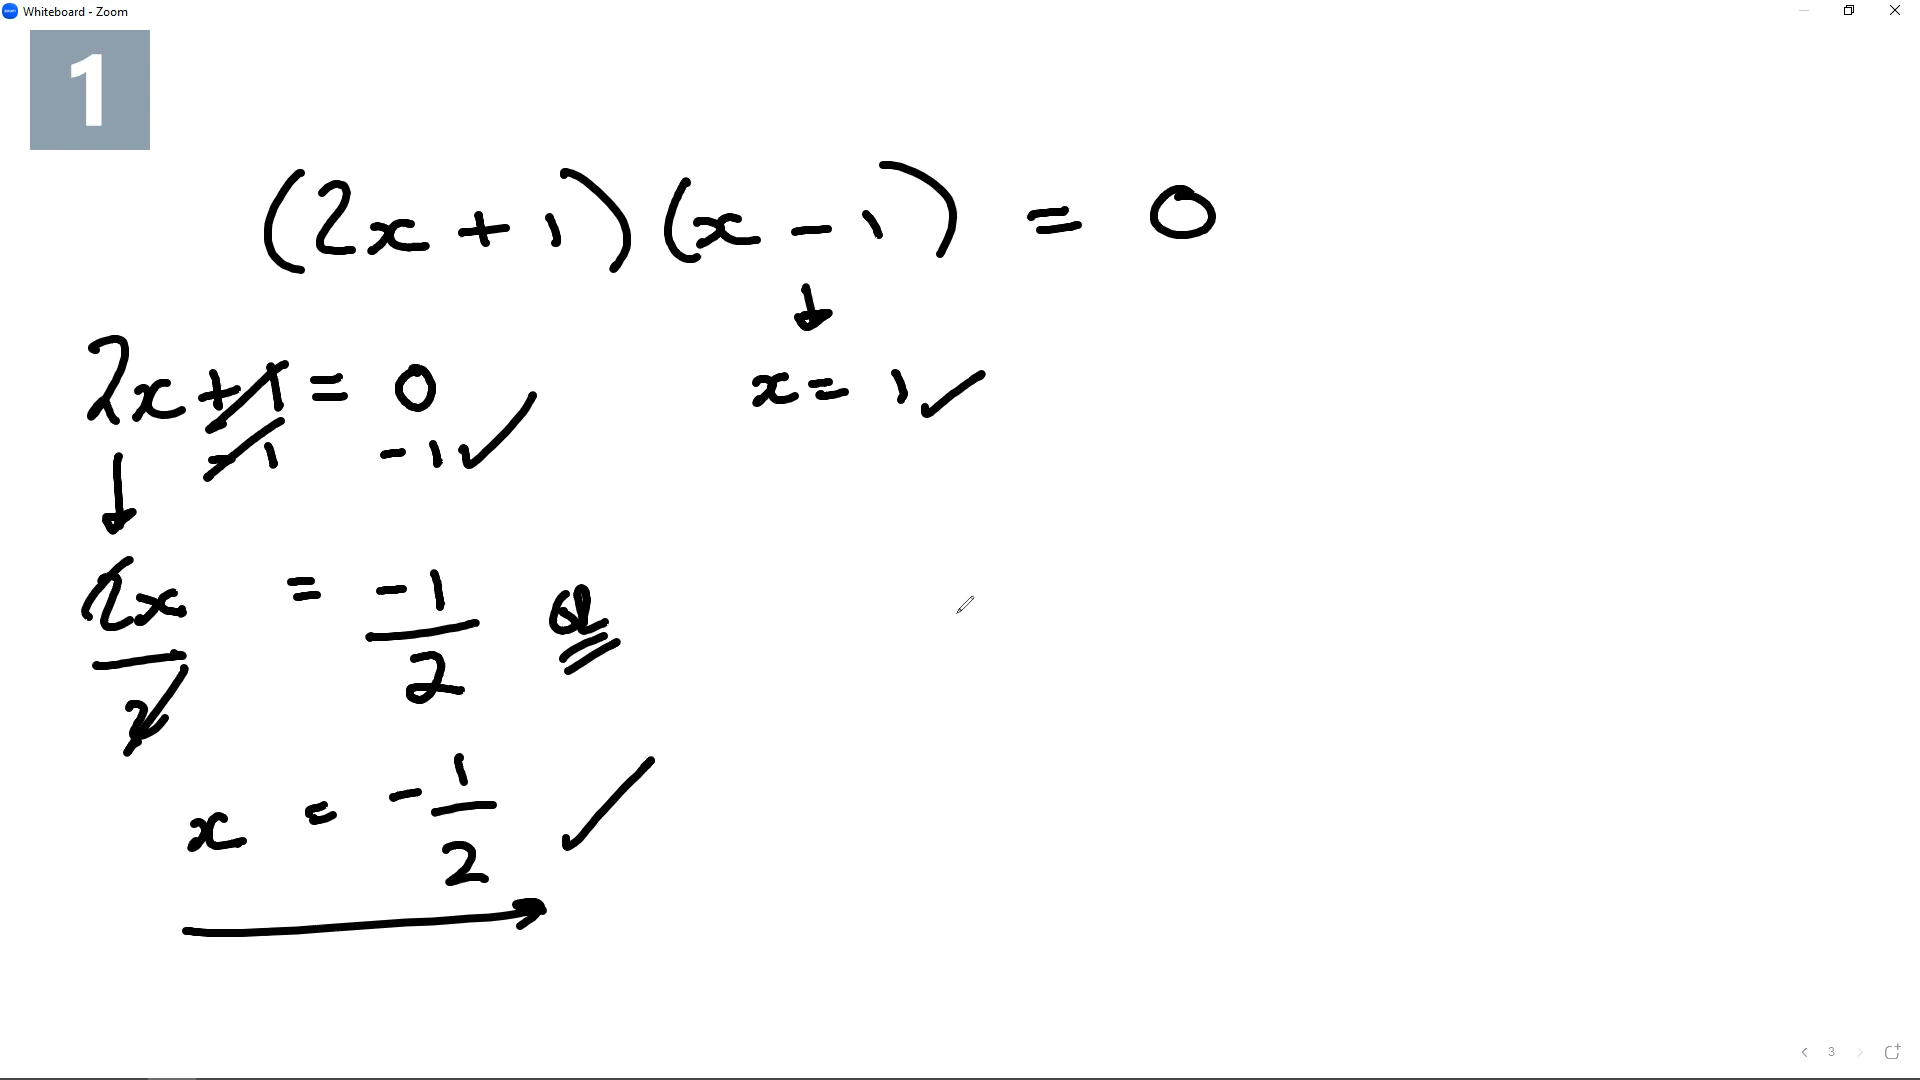 Whiteboard - Zoom
1
(2x + 1) (x - 1) = 0
2x + 1 = 0
x = 1 ✓
- 1 - 1 ✓
2x = -1
2 2
x = - 1
2 ✓
3